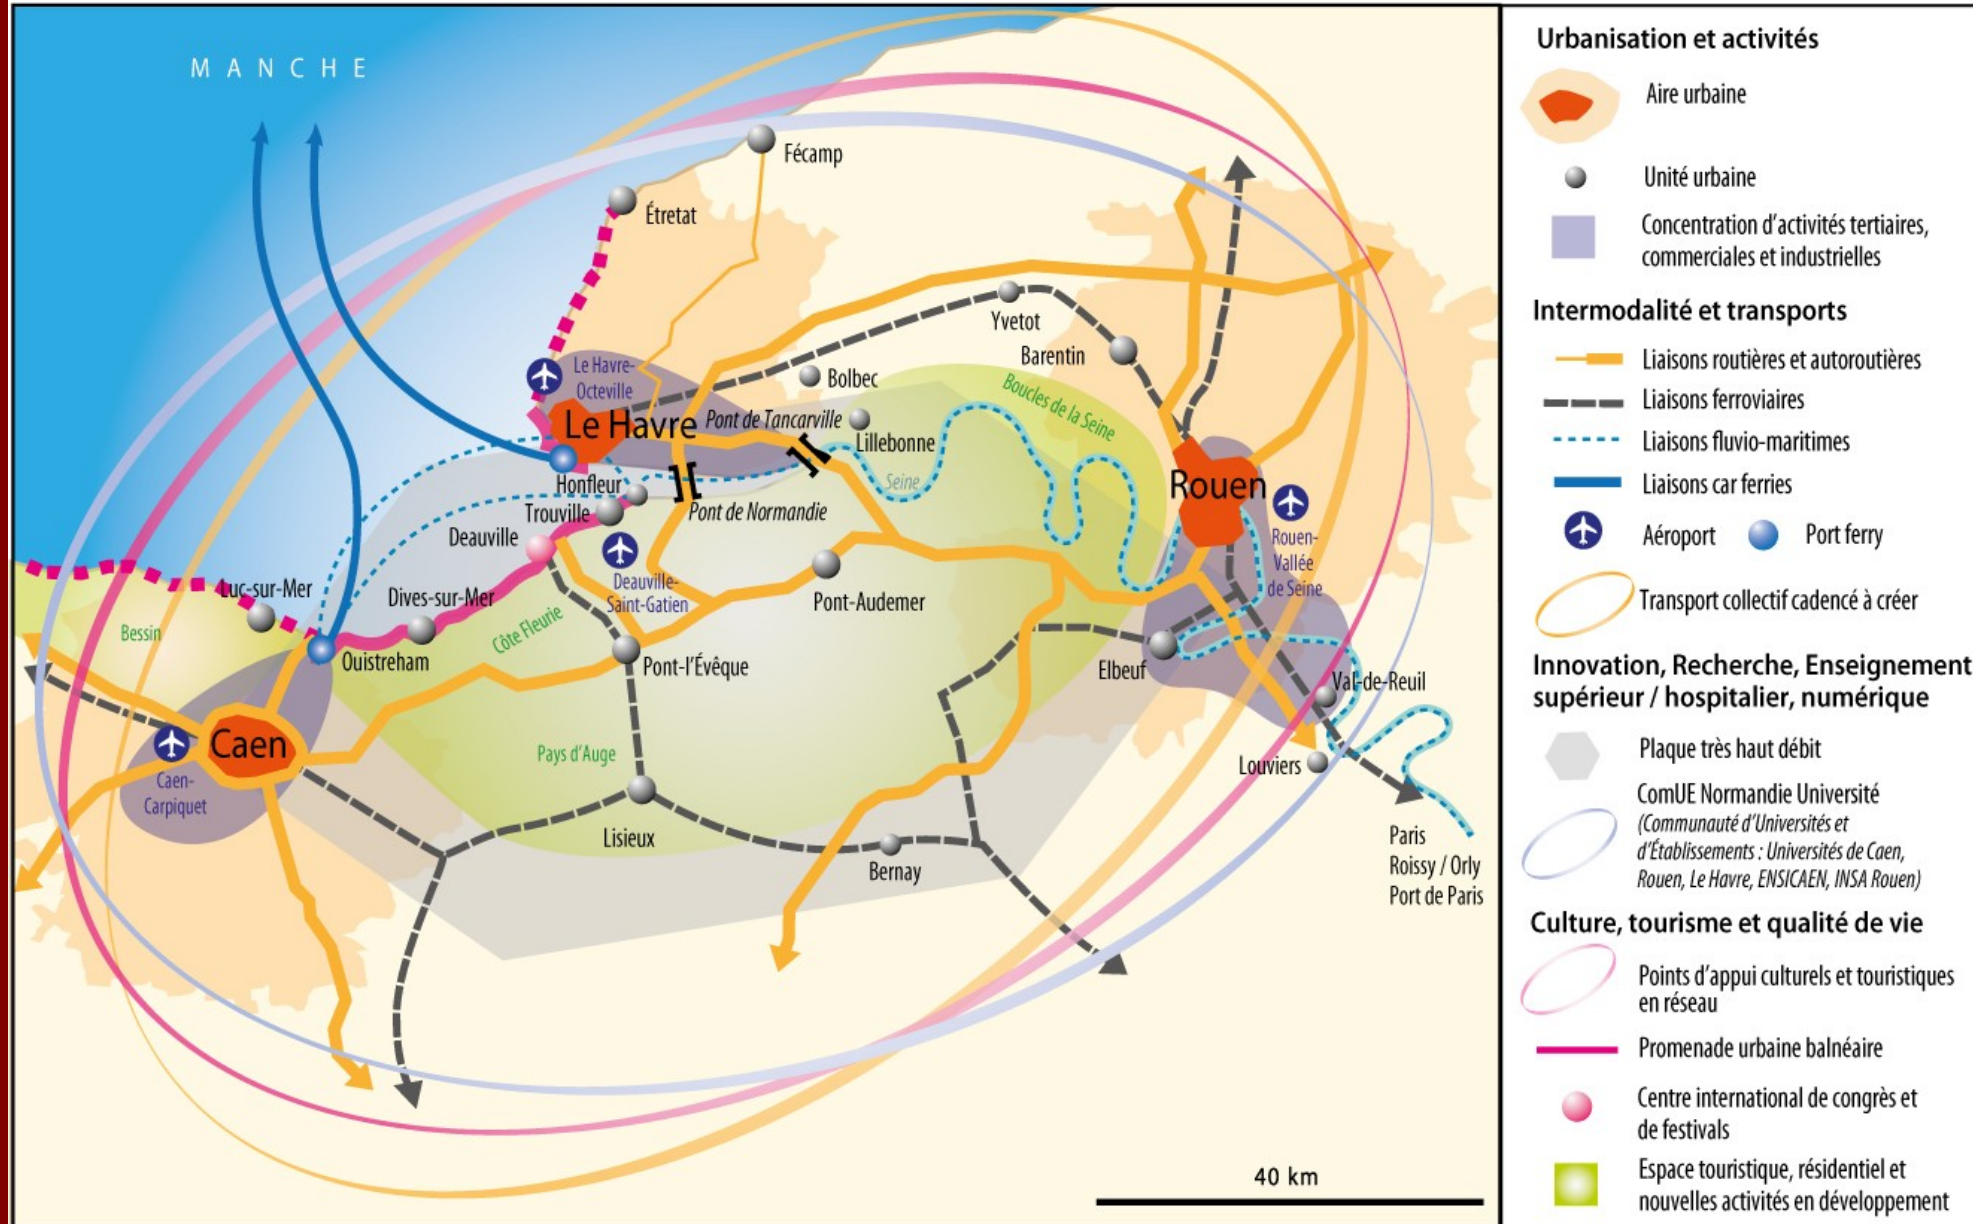 MANCHE
Fécamp
Étretat
Yvetot
Barentin
Le Havre-
Octeville
Bolbec
Boucles de la Seine
Le Havre
Pont de Tancarville
Lillebonne
Seine
Rouen
Honfleur
Trouville
Pont de Normandie
Deauville
Rouen-
Vallée
de Seine
Deauville-
Saint-Gatien
Luc-sur-Mer
Dives-sur-Mer
Pont-Audemer
Bessin
Côte Fleurie
Ouistreham
Pont-l'Évêque
Elbeuf
Val-de-Reuil
Caen
Pays d'Auge
Louviers
Caen-
Carpiquet
Lisieux
Bernay
Paris
Roissy / Orly
Port de Paris
40 km
Urbanisation et activités
Aire urbaine
Unité urbaine
Concentration d'activités tertiaires,
commerciales et industrielles
Intermodalité et transports
Liaisons routières et autoroutières
Liaisons ferroviaires
Liaisons fluvio-maritimes
Liaisons car ferries
Aéroport
Port ferry
Transport collectif cadencé à créer
Innovation, Recherche, Enseignement
supérieur / hospitalier, numérique
Plaque très haut débit
ComUE Normandie Université
(Communauté d'Universités et
d'Établissements : Universités de Caen,
Rouen, Le Havre, ENSICAEN, INSA Rouen)
Culture, tourisme et qualité de vie
Points d'appui culturels et touristiques
en réseau
Promenade urbaine balnéaire
Centre international de congrès et
de festivals
Espace touristique, résidentiel et
nouvelles activités en développement